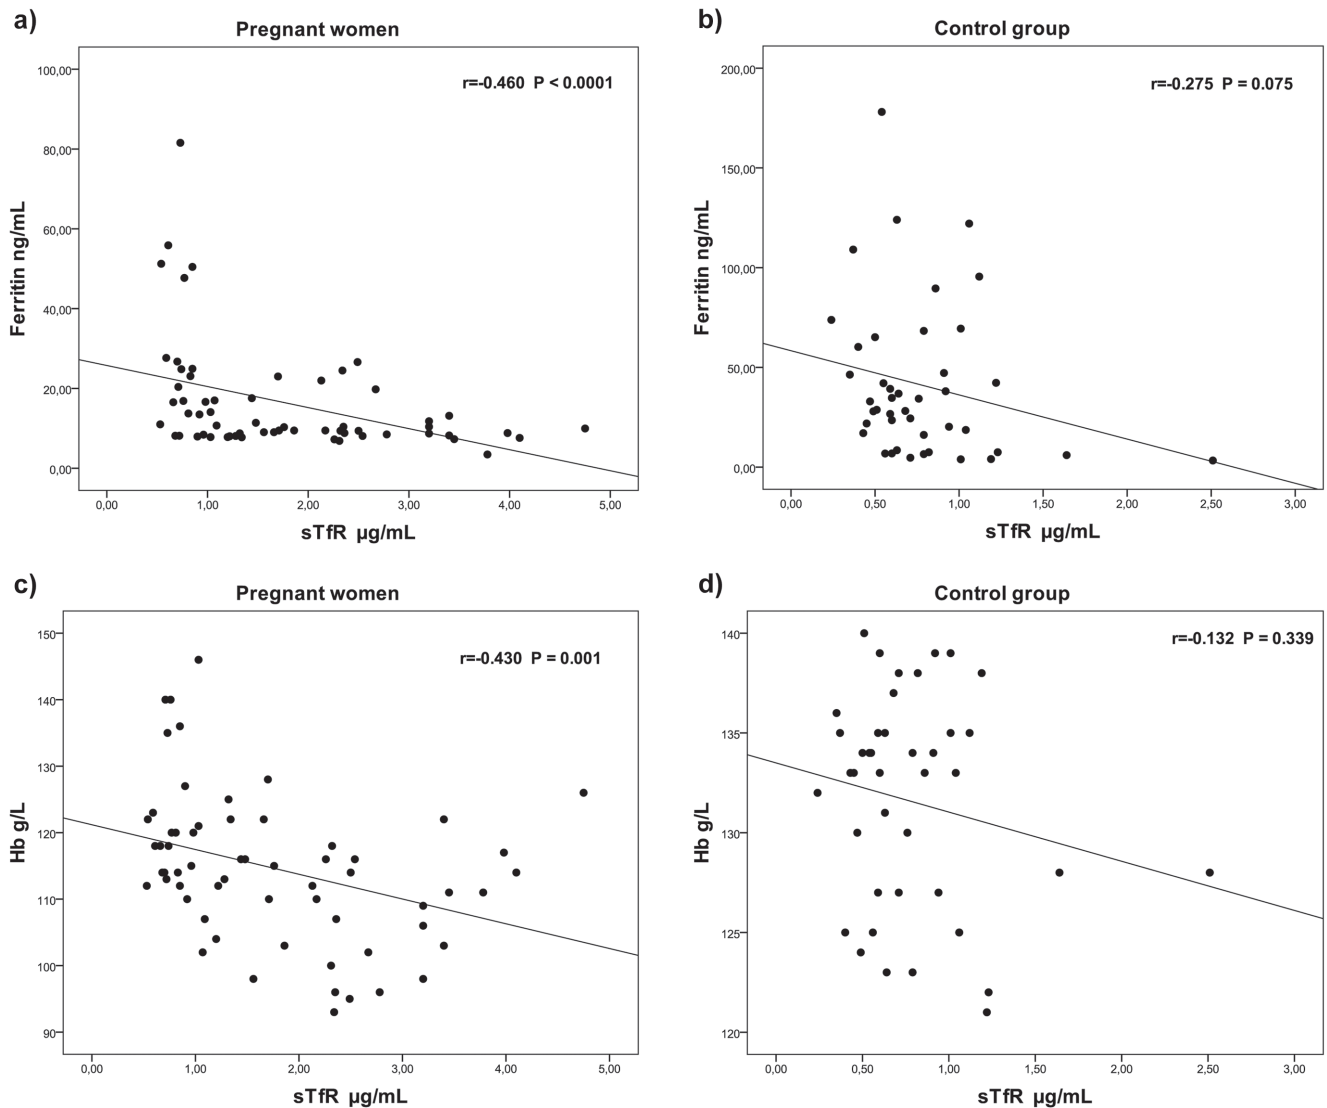 a)
Pregnant women
r=-0.460 P < 0.0001
Ferritin ng/mL
100,00
80,00
60,00
40,00
20,00
0,00
0,00 1,00 2,00 3,00 4,00 5,00
sTfR µg/mL
b)
Control group
r=-0.275 P = 0.075
Ferritin ng/mL
200,00
150,00
100,00
50,00
0,00
0,00 0,50 1,00 1,50 2,00 2,50 3,00
sTfR µg/mL
c)
Pregnant women
r=-0.430 P = 0.001
Hb g/L
150
140
130
120
110
100
90
0,00 1,00 2,00 3,00 4,00 5,00
sTfR µg/mL
d)
Control group
r=-0.132 P = 0.339
Hb g/L
140
135
130
125
120
0,00 0,50 1,00 1,50 2,00 2,50 3,00
sTfR µg/mL